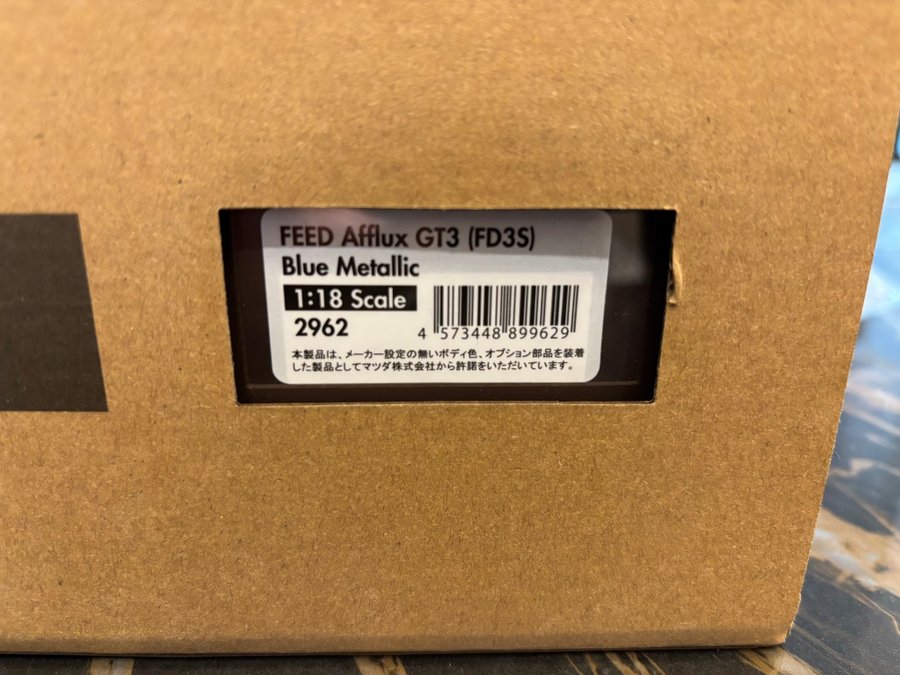 FEED Afflux GT3 (FD3S)
Blue Metallic
1:18 Scale
2962
4 573448 899629
本製品は、メーカー設定の無いボディ色、オプション部品を装着
した製品としてマツダ株式会社から許諾をいただいています。